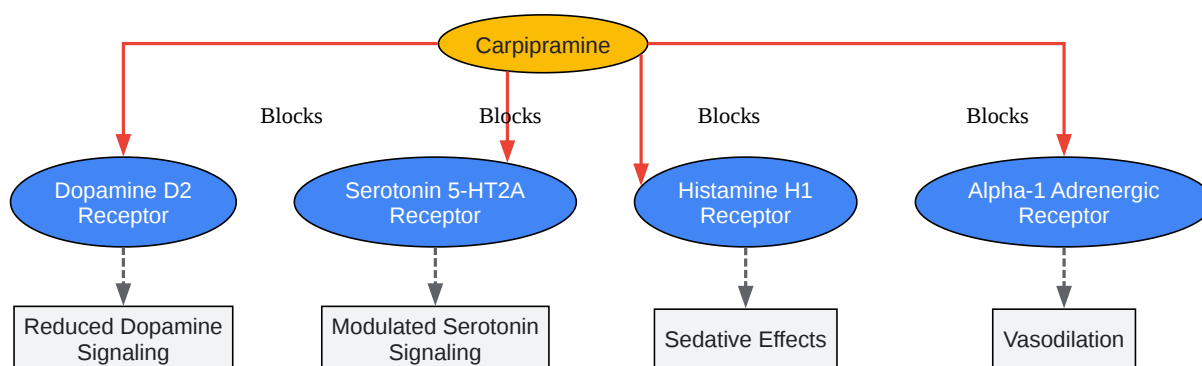 Carpipramine
Blocks
Blocks
Blocks
Blocks
Dopamine D2
Receptor
Serotonin 5-HT2A
Receptor
Histamine H1
Receptor
Alpha-1 Adrenergic
Receptor
Reduced Dopamine
Signaling
Modulated Serotonin
Signaling
Sedative Effects
Vasodilation